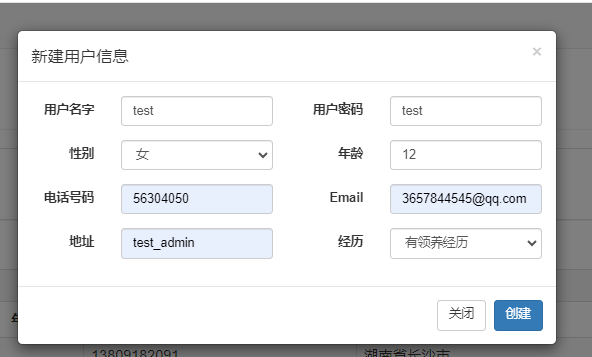 新建用户信息 ×
用户名字 test 用户密码 test
性别 女 年龄 12
电话号码 56304050 Email 3657844545@qq.com
地址 test_admin 经历 有领养经历
关闭 创建
13809182091 湖南省长沙市